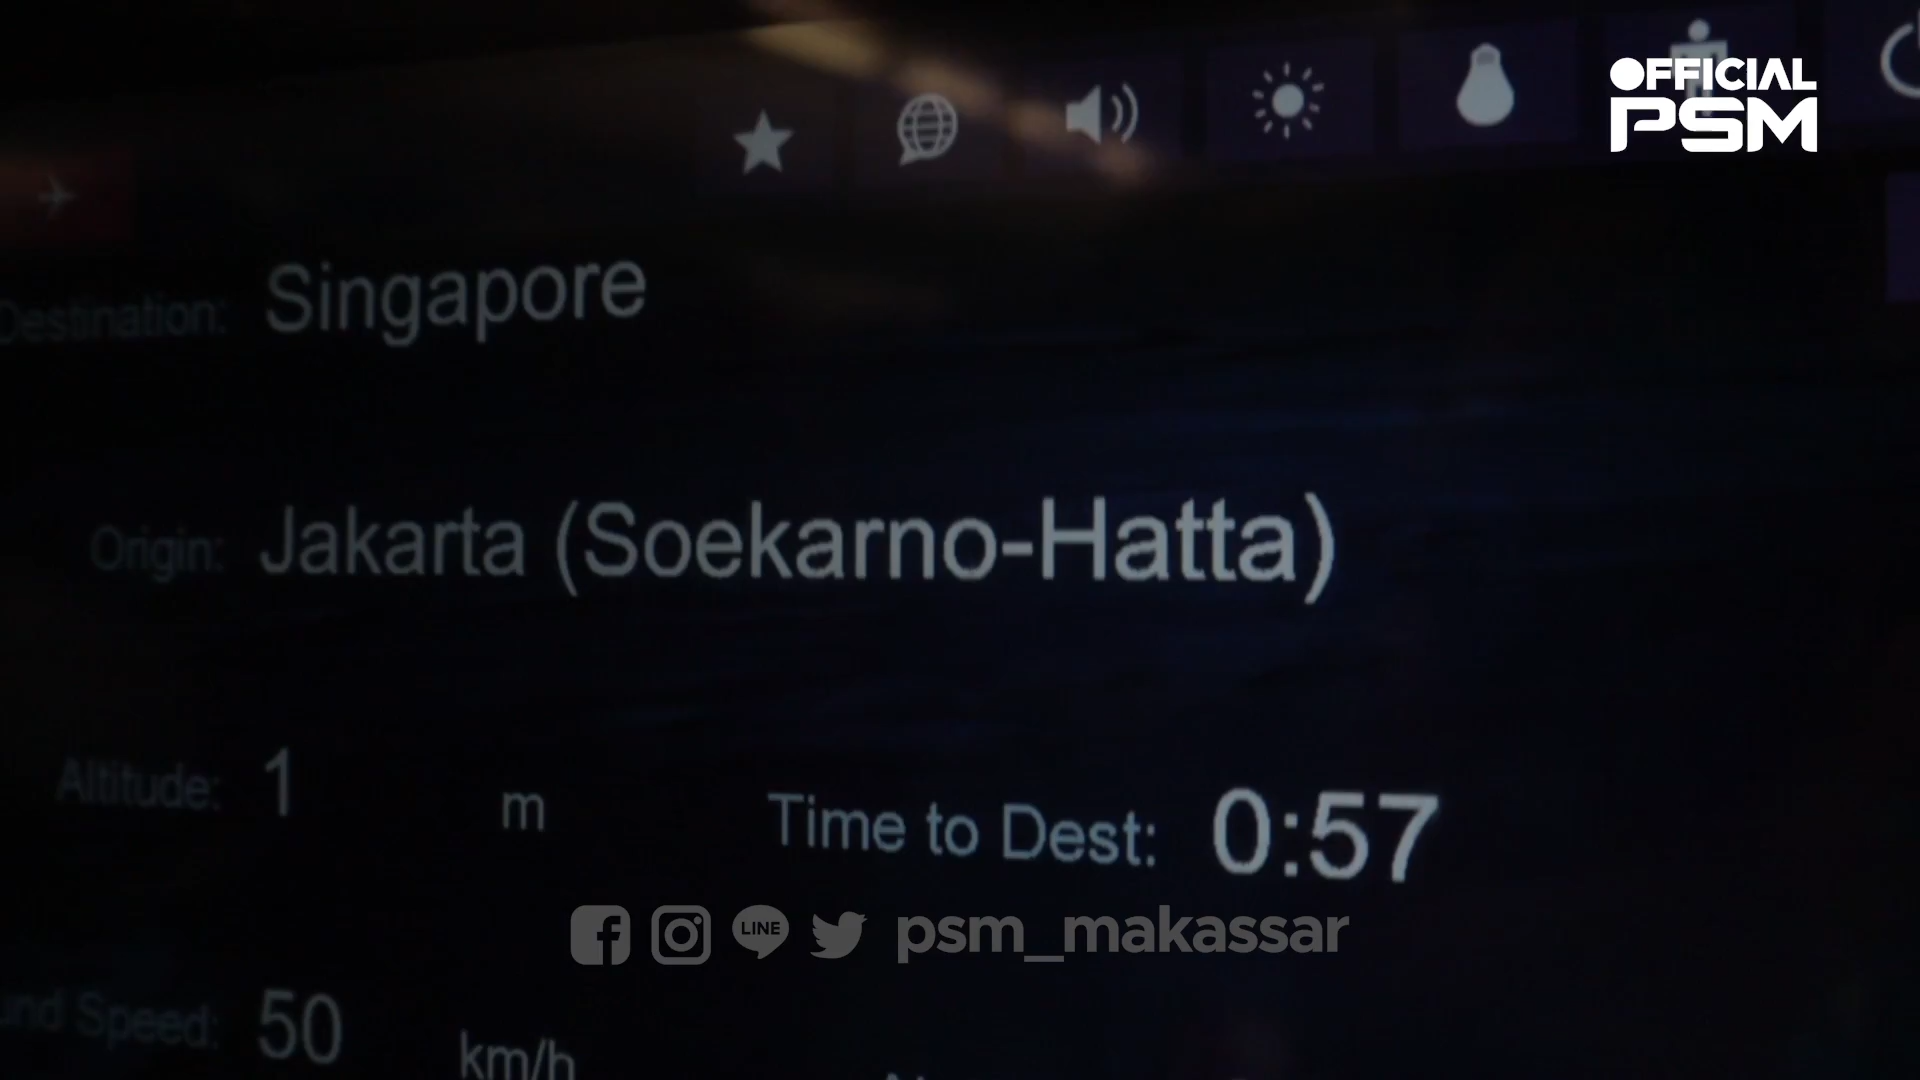 OFFICIAL
PSM
Destination: Singapore
Origin: Jakarta (Soekarno-Hatta)
Altitude: 1 m
Time to Dest: 0:57
LINE
psm_makassar
Speed: 50 km/h